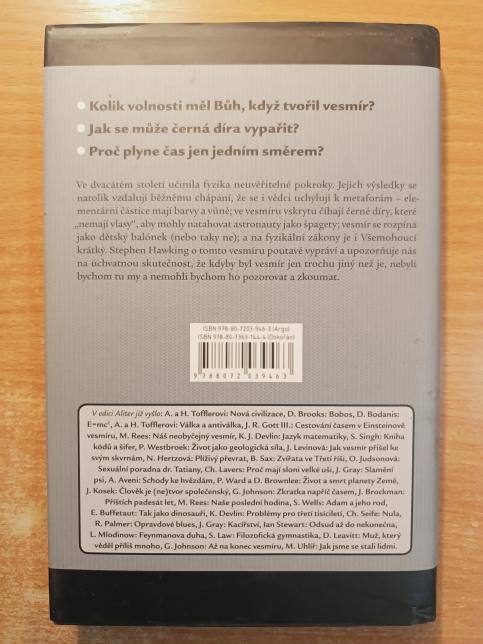 Kolik volnosti měl Bůh, když tvořil vesmír?
Jak se může černá díra vypařit?
Proč plyne čas jen jedním směrem?
Ve dvacátém století učinila fyzika neuvěřitelné pokroky. Jejich výsledky se
natolik vzdalují běžnému chápání, že se i vědci uchylují k metaforám – ele-
mentární částice mají barvy a vůně; ve vesmíru vskrytu číhají černé díry, které
„nemají vlasy“, aby mohly natahovat astronauty jako špagety; vesmír se rozpíná
jako dětský balónek (nebo taky ne); a na fyzikální zákony je i Všemohoucí
krátký. Stephen Hawking o tomto vesmíru poutavě vypráví a upozorňuje nás
na úchvatnou skutečnost, že kdyby byl vesmír jen trochu jiný než je, nebyli
bychom tu my a nemohli bychom ho pozorovat a zkoumat.
ISBN 978-80-7203-946-3 (Argo)
ISBN 978-80-7363-144-4 (Dokořán)
9 788072 039463
V edici Aliter již vyšlo: A. a H. Tofflerovi: Nová civilizace, D. Brooks: Bobos, D. Bodanis:
E=mc², A. a H. Tofflerovi: Válka a antiválka, J. R. Gott III.: Cestování časem v Einsteinově
vesmíru, M. Rees: Náš neobyčejný vesmír, K. J. Devlin: Jazyk matematiky, S. Singh: Kniha
kódů a šifer, P. Westbroek: Život jako geologická síla, J. Levinová: Jak vesmír přišel ke
svým skvrnám, N. Hertzová: Plíživý převrat, B. Sax: Zvířata ve Třetí říši, O. Judsonová:
Sexuální poradna dr. Tatiany, Ch. Lavers: Proč mají sloni velké uši, J. Gray: Slamění
psi, A. Aveni: Schody ke hvězdám, P. Ward a D. Brownlee: Život a smrt planety Země,
J. Kosek: Člověk je (ne)tvor společenský, G. Johnson: Zkratka napříč časem, J. Brockman:
Příštích padesát let, M. Rees: Naše poslední hodina, S. Wells: Adam a jeho rod,
E. Buffetaut: Tak jako dinosauři, K. Devlin: Problémy pro třetí tisíciletí, Ch. Seife: Nula,
R. Palmer: Opravdové blues, J. Gray: Kacířství, Ian Stewart: Odsud až do nekonečna,
L. Mlodinow: Feynmanova duha, S. Law: Filozofická gymnastika, D. Leavitt: Muž, který
věděl příliš mnoho, G. Johnson: Až na konec vesmíru, M. Uhlíř: Jak jsme se stali lidmi.